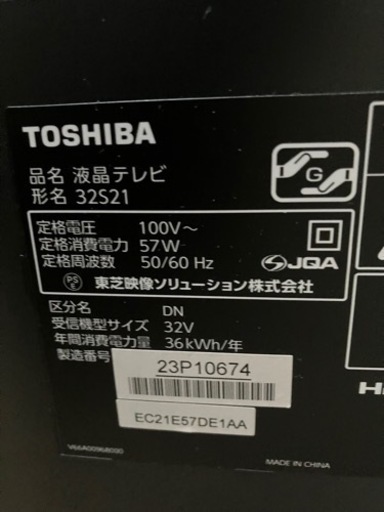 TOSHIBA
品名 液晶テレビ
形名 32S21
G
定格電圧 100V～
定格消費電力 57W
定格周波数 50/60 Hz
PS
E
JQA
東芝映像ソリューション株式会社
区分名 DN
受信機型サイズ 32V
年間消費電力量 36kWh/年
製造番号
23P10674
EC21E57DE1AA
MADE IN CHINA